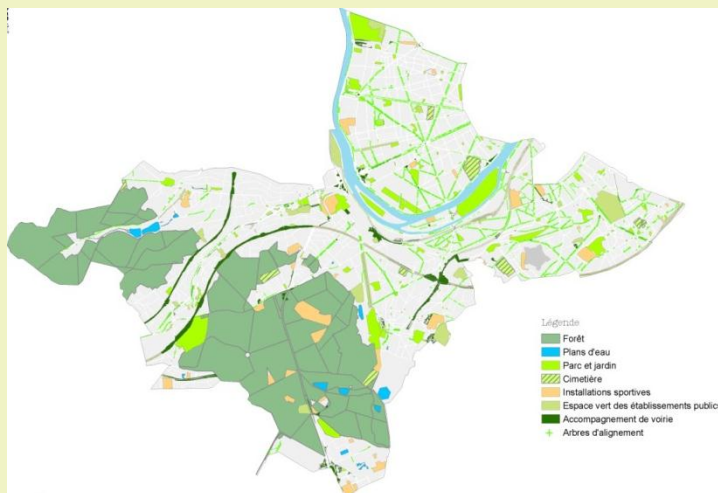 Légende
Forêt
Plans d'eau
Parc et jardin
Cimetière
Installations sportives
Espace vert des établissements publics
Accompagnement de voirie
Arbres d'alignement